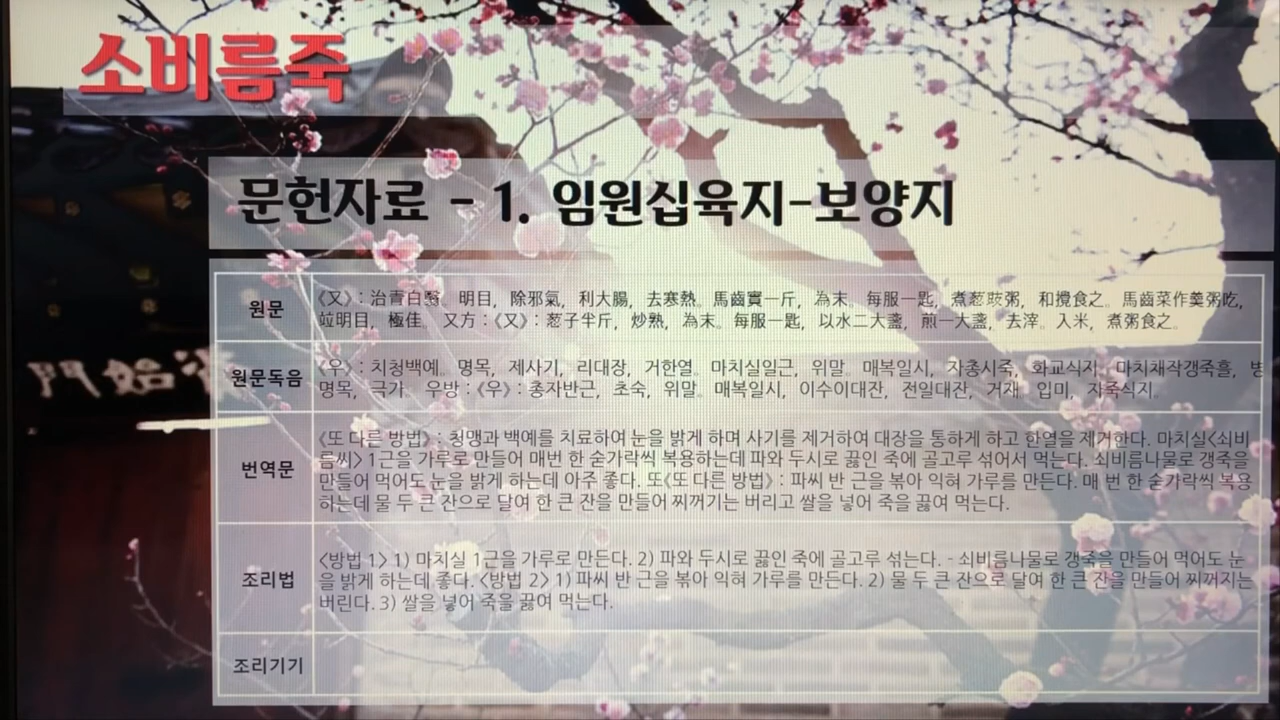 소비름죽
문헌자료 - 1. 임원십육지-보양지
門 始
원문
《又》: 治靑白翳。明目, 除邪氣, 利大腸, 去寒熱。馬齒實一斤, 為末。每服一匙, 煮葱豉粥, 和攪食之。馬齒菜作羹粥吃,
竝明目, 極佳。又方:《又》: 葱子半斤, 炒熟, 為末。每服一匙, 以水二大盞, 煎一大盞, 去滓。入米, 煮粥食之。
원문독음
《우》: 치청백예。명목, 제사기, 리대장, 거한열。마치실일근, 위말。매복일시, 자총시죽, 화교식지。마치채작갱죽흘, 병
명목, 극가。우방:《우》: 총자반근, 초숙, 위말。매복일시, 이수이대잔, 전일대잔, 거재。입미, 자죽식지。
번역문
《또 다른 방법》: 청맹과 백예를 치료하여 눈을 밝게 하며 사기를 제거하여 대장을 통하게 하고 한열을 제거한다. 마치실<쇠비
름씨> 1근을 가루로 만들어 매번 한 숟가락씩 복용하는데 파와 두시로 끓인 죽에 골고루 섞어서 먹는다. 쇠비름나물로 갱죽을
만들어 먹어도 눈을 밝게 하는데 아주 좋다. 또《또 다른 방법》: 파씨 반 근을 볶아 익혀 가루를 만든다. 매 번 한 숟가락씩 복용
하는데 물 두 큰 잔으로 달여 한 큰 잔을 만들어 찌꺼기는 버리고 쌀을 넣어 죽을 끓여 먹는다.
조리법
<방법 1> 1) 마치실 1근을 가루로 만든다. 2) 파와 두시로 끓인 죽에 골고루 섞는다. - 쇠비름나물로 갱죽을 만들어 먹어도 눈
을 밝게 하는데 좋다. <방법 2> 1) 파씨 반 근을 볶아 익혀 가루를 만든다. 2) 물 두 큰 잔으로 달여 한 큰 잔을 만들어 찌꺼지는
버린다. 3) 쌀을 넣어 죽을 끓여 먹는다.
조리기기